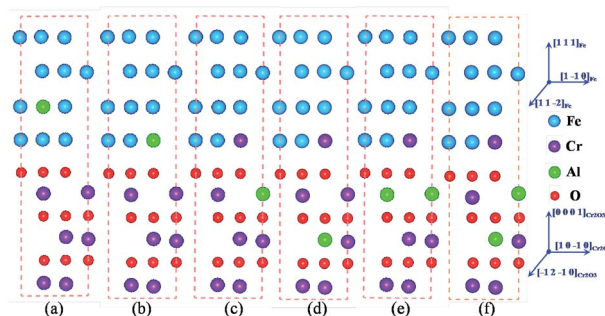 [1 1 1]Fe
[1 -1 0]Fe
[1 1 -2]Fe
Fe
Cr
Al
O
[0 0 0 1]Cr2O3
[1 0 -1 0]Cr2O
[-1 2 -1 0]Cr2O3
(a) (b) (c) (d) (e) (f)